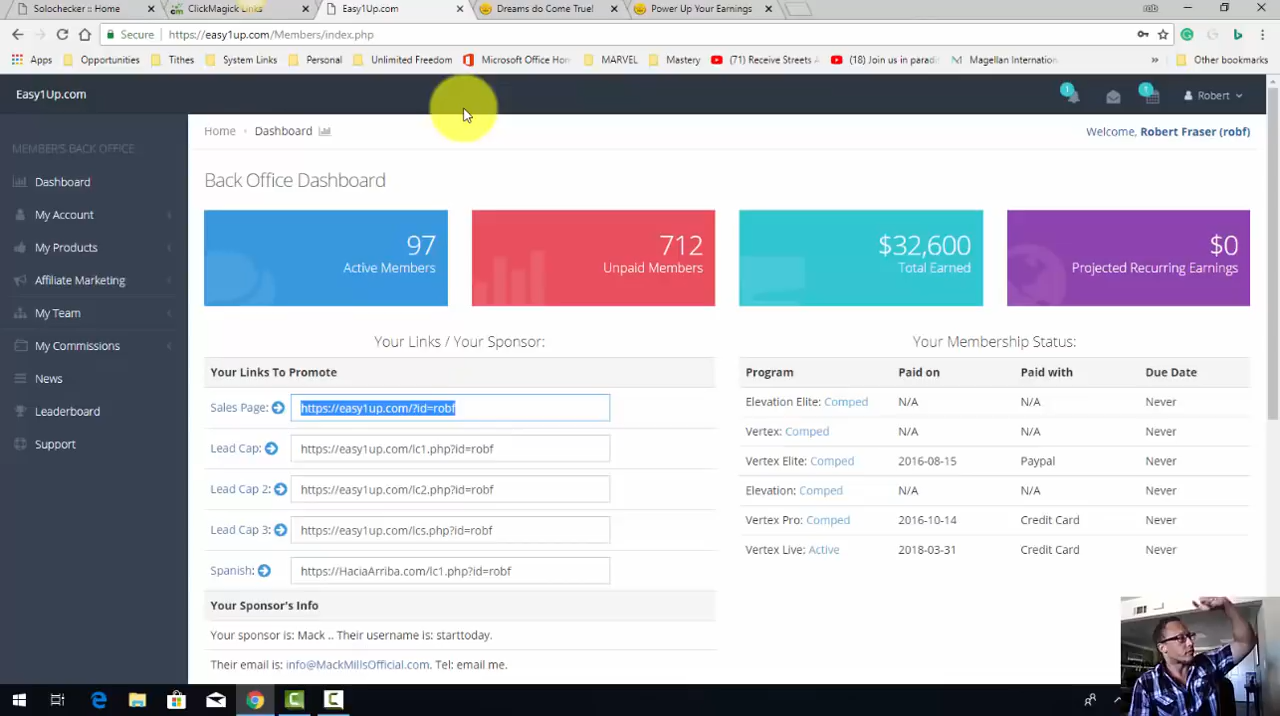 Solochecker :: Home
ClickMagick Links
Easy1Up.com
Dreams do Come True!
Power Up Your Earnings
Secure
https://easy1up.com/Members/index.php
Apps
Opportunities
Tithes
System Links
Personal
Unlimited Freedom
Microsoft Office Hom
MARVEL
Mastery
(71) Receive Streets A
(18) Join us in paradi
Magellan Internation
»
Other bookmarks
Easy1Up.com
1
Robert
Home
Dashboard
Welcome, Robert Fraser (robf)
MEMBER'S BACK OFFICE
Dashboard
My Account
My Products
Affiliate Marketing
My Team
My Commissions
News
Leaderboard
Support
Back Office Dashboard
97
Active Members
712
Unpaid Members
$32,600
Total Earned
$0
Projected Recurring Earnings
Your Links / Your Sponsor:
Your Links To Promote
Sales Page: https://easy1up.com/?id=robf
Lead Cap: https://easy1up.com/lc1.php?id=robf
Lead Cap 2: https://easy1up.com/lc2.php?id=robf
Lead Cap 3: https://easy1up.com/lcs.php?id=robf
Spanish: https://HaciaArriba.com/lc1.php?id=robf
Your Sponsor's Info
Your sponsor is: Mack .. Their username is: starttoday.
Their email is: info@MackMillsOfficial.com. Tel: email me.
Your Membership Status:
Program Paid on Paid with Due Date
Elevation Elite: Comped N/A N/A Never
Vertex: Comped N/A N/A Never
Vertex Elite: Comped 2016-08-15 Paypal Never
Elevation: Comped N/A N/A Never
Vertex Pro: Comped 2016-10-14 Credit Card Never
Vertex Live: Active 2018-03-31 Credit Card Never